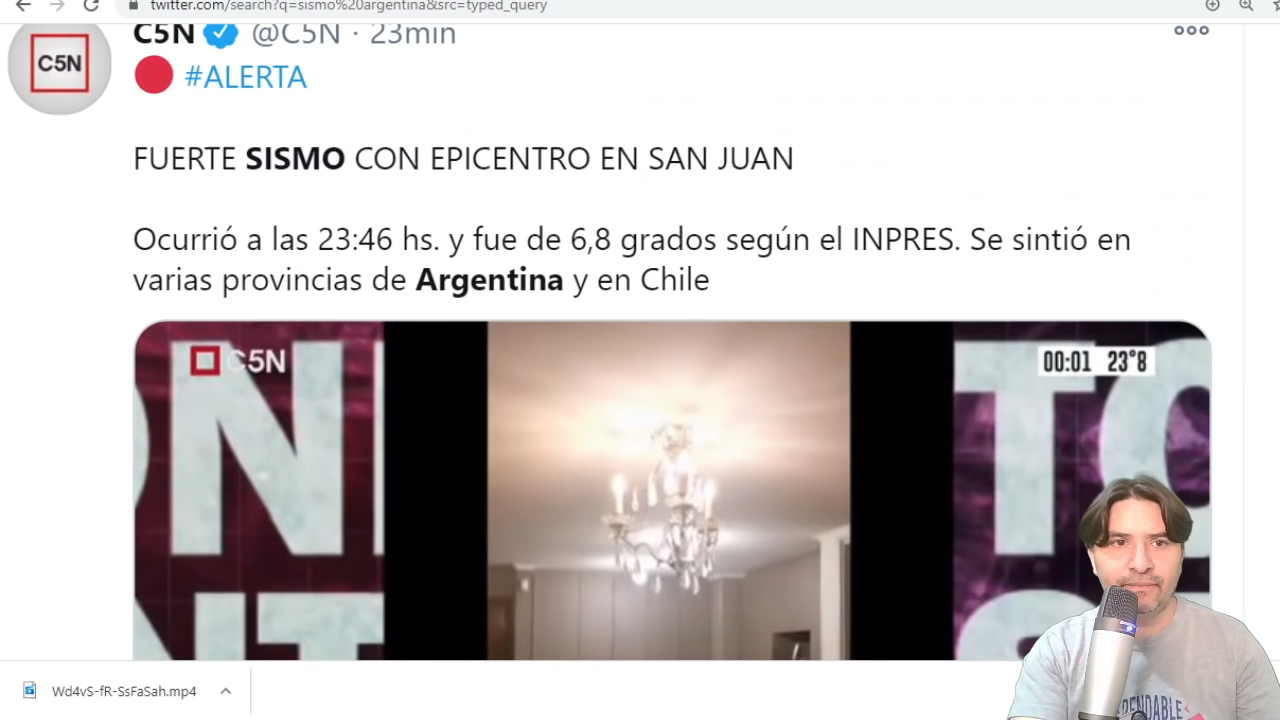 twitter.com/search?q=sismo%20argentina&src=typed_query
C5N @C5N · 23min
C5N
#ALERTA
FUERTE SISMO CON EPICENTRO EN SAN JUAN
Ocurrió a las 23:46 hs. y fue de 6,8 grados según el INPRES. Se sintió en
varias provincias de Argentina y en Chile
C5N
00:01 23°8
Wd4vS-fR-SsFaSah.mp4